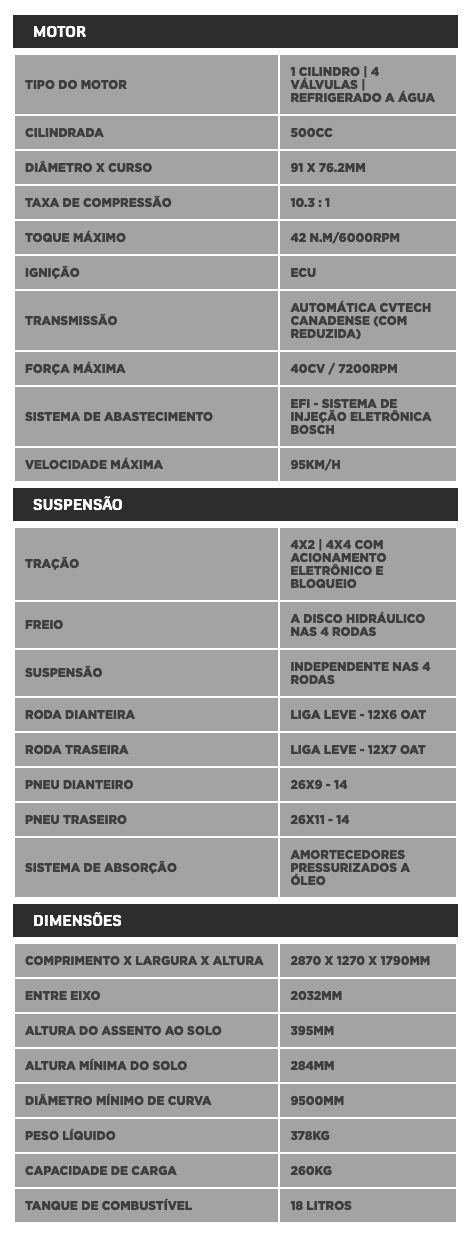 MOTOR
TIPO DO MOTOR
1 CILINDRO | 4
VÁLVULAS |
REFRIGERADO A ÁGUA
CILINDRADA
500CC
DIÂMETRO X CURSO
91 X 76.2MM
TAXA DE COMPRESSÃO
10.3 : 1
TOQUE MÁXIMO
42 N.M/6000RPM
IGNIÇÃO
ECU
TRANSMISSÃO
AUTOMÁTICA CVTECH
CANADENSE (COM
REDUZIDA)
FORÇA MÁXIMA
40CV / 7200RPM
SISTEMA DE ABASTECIMENTO
EFI - SISTEMA DE
INJEÇÃO ELETRÔNICA
BOSCH
VELOCIDADE MÁXIMA
95KM/H
SUSPENSÃO
TRAÇÃO
4X2 | 4X4 COM
ACIONAMENTO
ELETRÔNICO E
BLOQUEIO
FREIO
A DISCO HIDRÁULICO
NAS 4 RODAS
SUSPENSÃO
INDEPENDENTE NAS 4
RODAS
RODA DIANTEIRA
LIGA LEVE - 12X6 OAT
RODA TRASEIRA
LIGA LEVE - 12X7 OAT
PNEU DIANTEIRO
26X9 - 14
PNEU TRASEIRO
26X11 - 14
SISTEMA DE ABSORÇÃO
AMORTECEDORES
PRESSURIZADOS A
ÓLEO
DIMENSÕES
COMPRIMENTO X LARGURA X ALTURA
2870 X 1270 X 1790MM
ENTRE EIXO
2032MM
ALTURA DO ASSENTO AO SOLO
395MM
ALTURA MÍNIMA DO SOLO
284MM
DIÂMETRO MÍNIMO DE CURVA
9500MM
PESO LÍQUIDO
378KG
CAPACIDADE DE CARGA
260KG
TANQUE DE COMBUSTÍVEL
18 LITROS